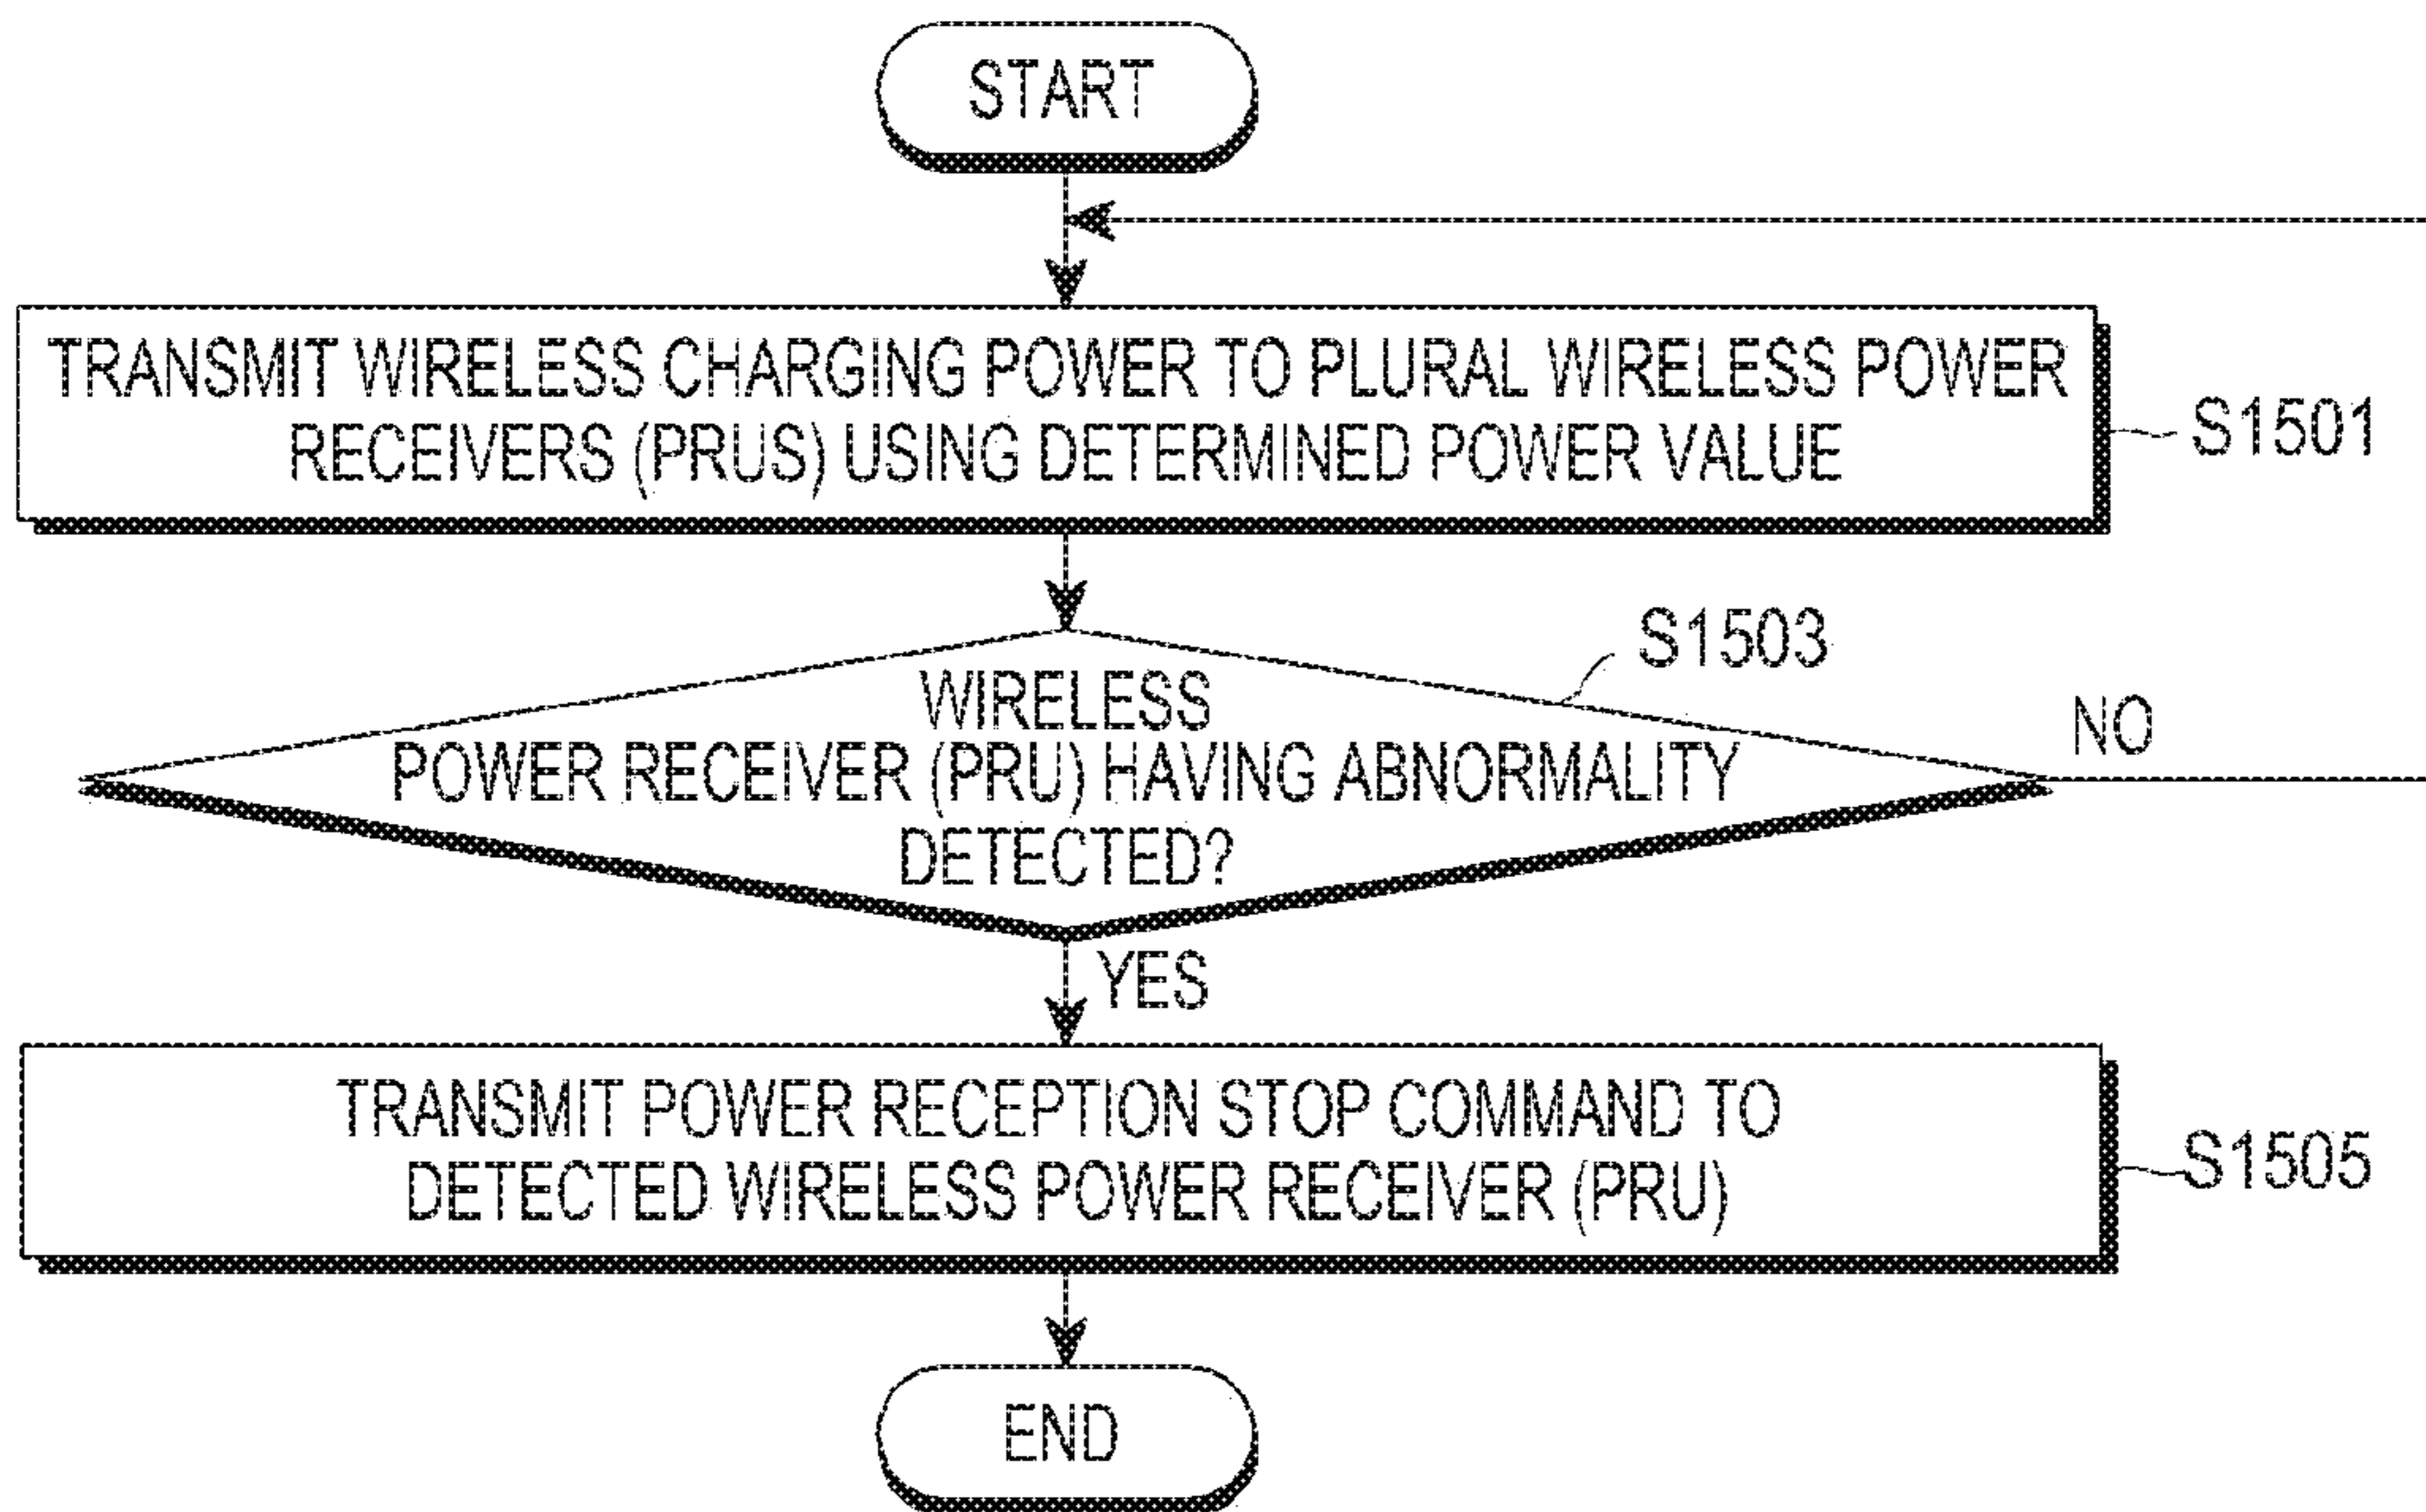 START
TRANSMIT WIRELESS CHARGING POWER TO PLURAL WIRELESS POWER
RECEIVERS (PRUS) USING DETERMINED POWER VALUE
S1501
S1503
WIRELESS
POWER RECEIVER (PRU) HAVING ABNORMALITY
DETECTED?
NO
YES
TRANSMIT POWER RECEPTION STOP COMMAND TO
DETECTED WIRELESS POWER RECEIVER (PRU)
S1505
END